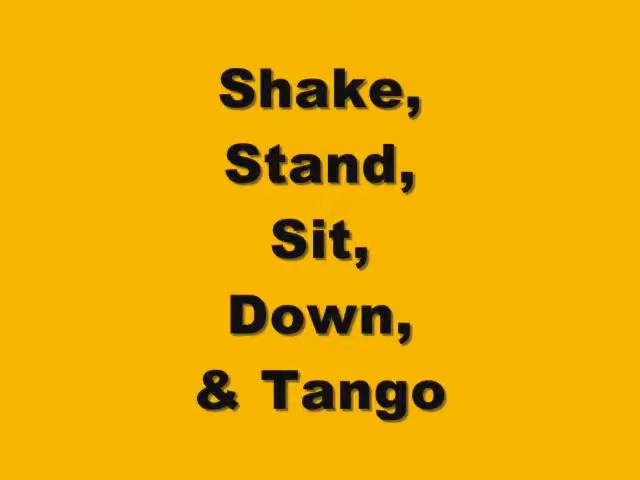 Shake,
Stand,
Sit,
Down,
& Tango